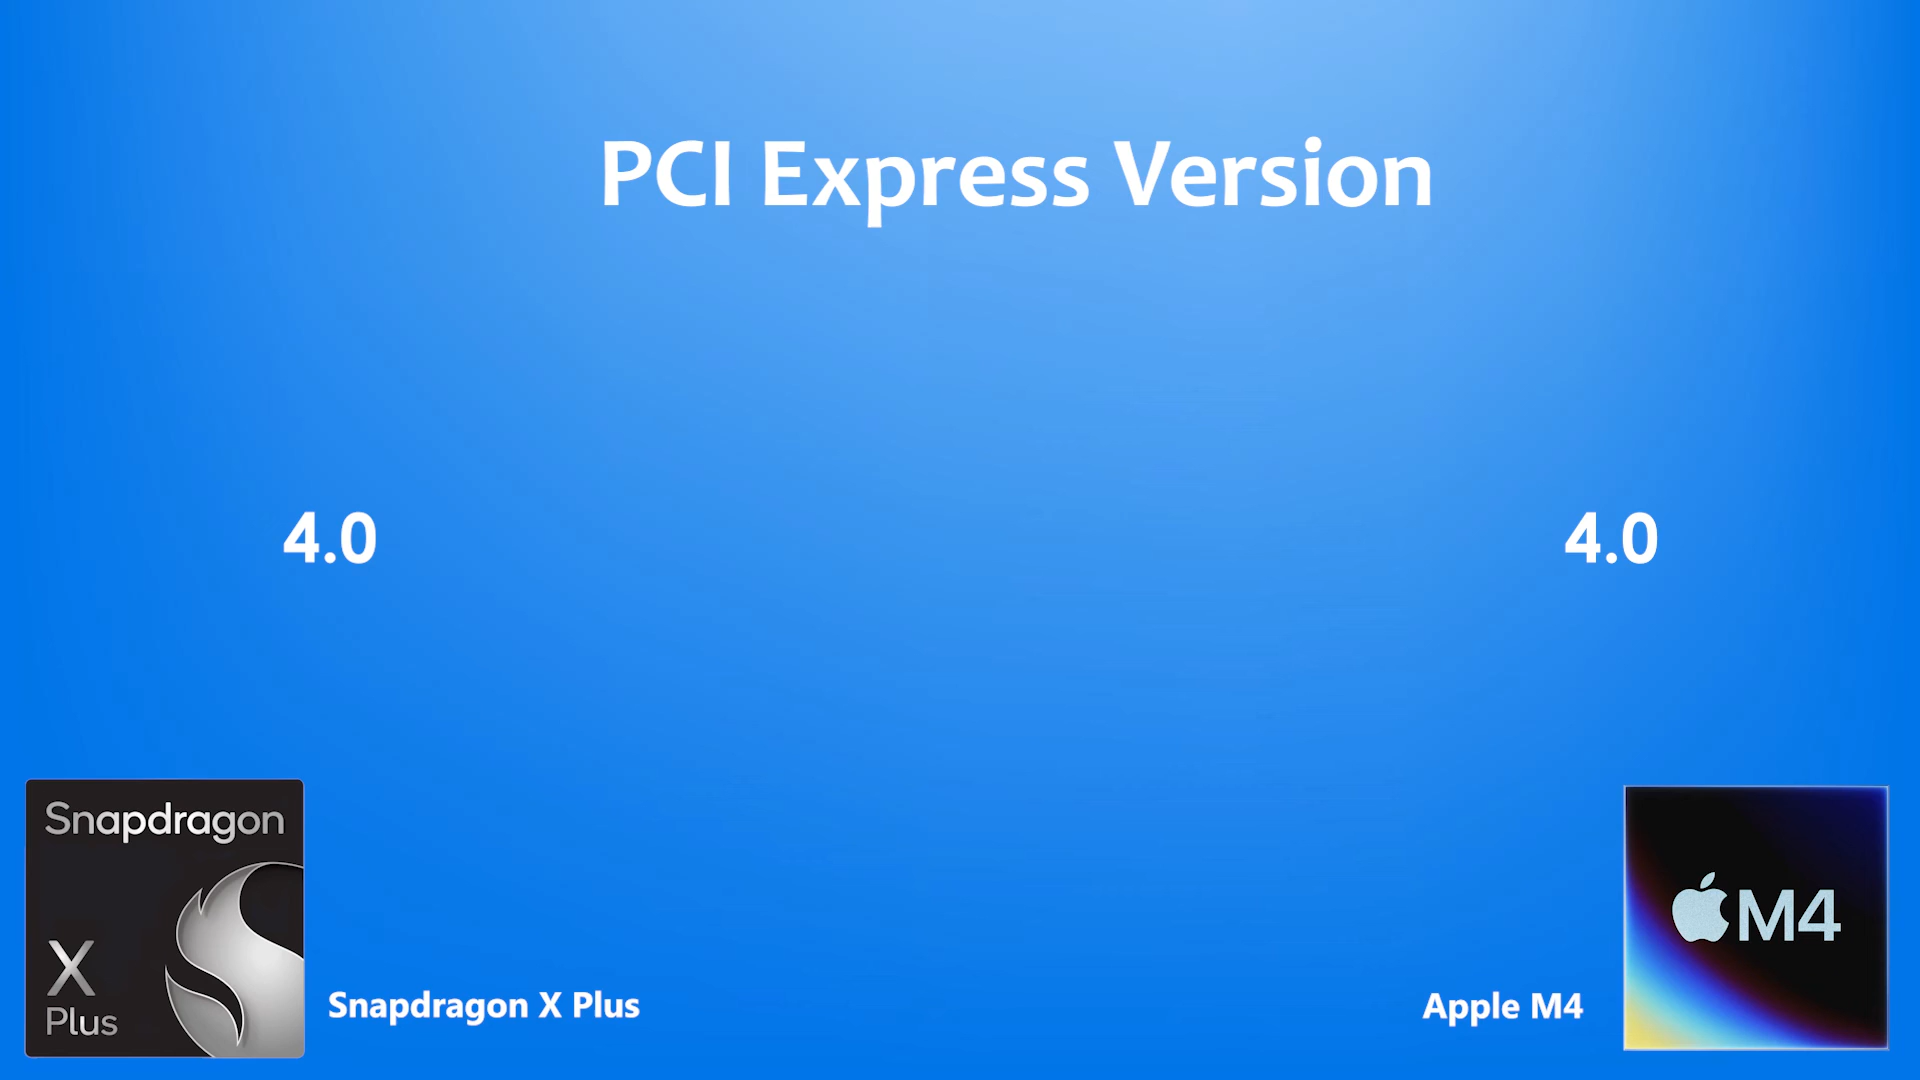 PCI Express Version
4.0
4.0
Snapdragon
X
Plus
Snapdragon X Plus
Apple M4
M4